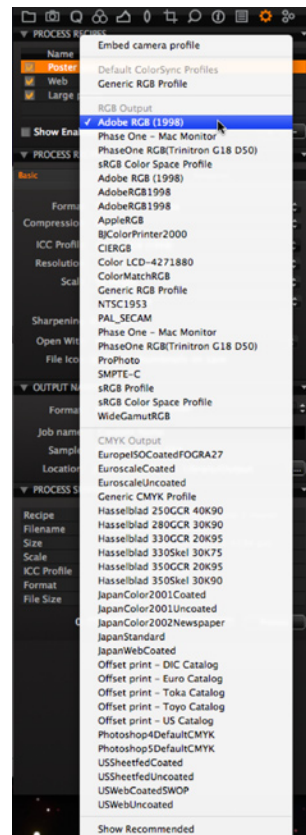 PROCESS RECIPES
Embed camera profile
Name
Default ColorSync Profiles
Poster
Generic RGB Profile
Web
Large
RGB Output
✓ Adobe RGB (1998)
Show Ena
Phase One - Mac Monitor
PhaseOne RGB(Trinitron G18 D50)
PROCESS R
sRGB Color Space Profile
Basic
Adobe RGB (1998)
AdobeRGB1998
Forma
AdobeRGB1998
Compression
AppleRGB
BJColorPrinter2000
ICC Profil
CIERGB
Resolutio
Color LCD-4271880
Scal
ColorMatchRGB
Generic RGB Profile
NTSC1953
Sharpenin
PAL_SECAM
Open Wit
Phase One - Mac Monitor
PhaseOne RGB(Trinitron G18 D50)
File Ico
ProPhoto
SMPTE-C
OUTPUT NA
sRGB Profile
Forma
sRGB Color Space Profile
WideGamutRGB
Job name
Sample
CMYK Output
Location
EuropeISOCoatedFOGRA27
EuroscaleCoated
PROCESS S
EuroscaleUncoated
Generic CMYK Profile
Recipe
Hasselblad 250GCR 40K90
Filename
Hasselblad 280GCR 30K90
Size
Hasselblad 330GCR 20K95
Scale
Hasselblad 330Skel 30K75
ICC Profile
Hasselblad 350GCR 20K95
Format
Hasselblad 350Skel 30K90
File Size
JapanColor2001Coated
JapanColor2001Uncoated
JapanColor2002Newspaper
JapanStandard
JapanWebCoated
Offset print - DIC Catalog
Offset print - Euro Catalog
Offset print - Toka Catalog
Offset print - Toyo Catalog
Offset print - US Catalog
Photoshop4DefaultCMYK
Photoshop5DefaultCMYK
USSheetfedCoated
USSheetfedUncoated
USWebCoatedSWOP
USWebUncoated
Show Recommended